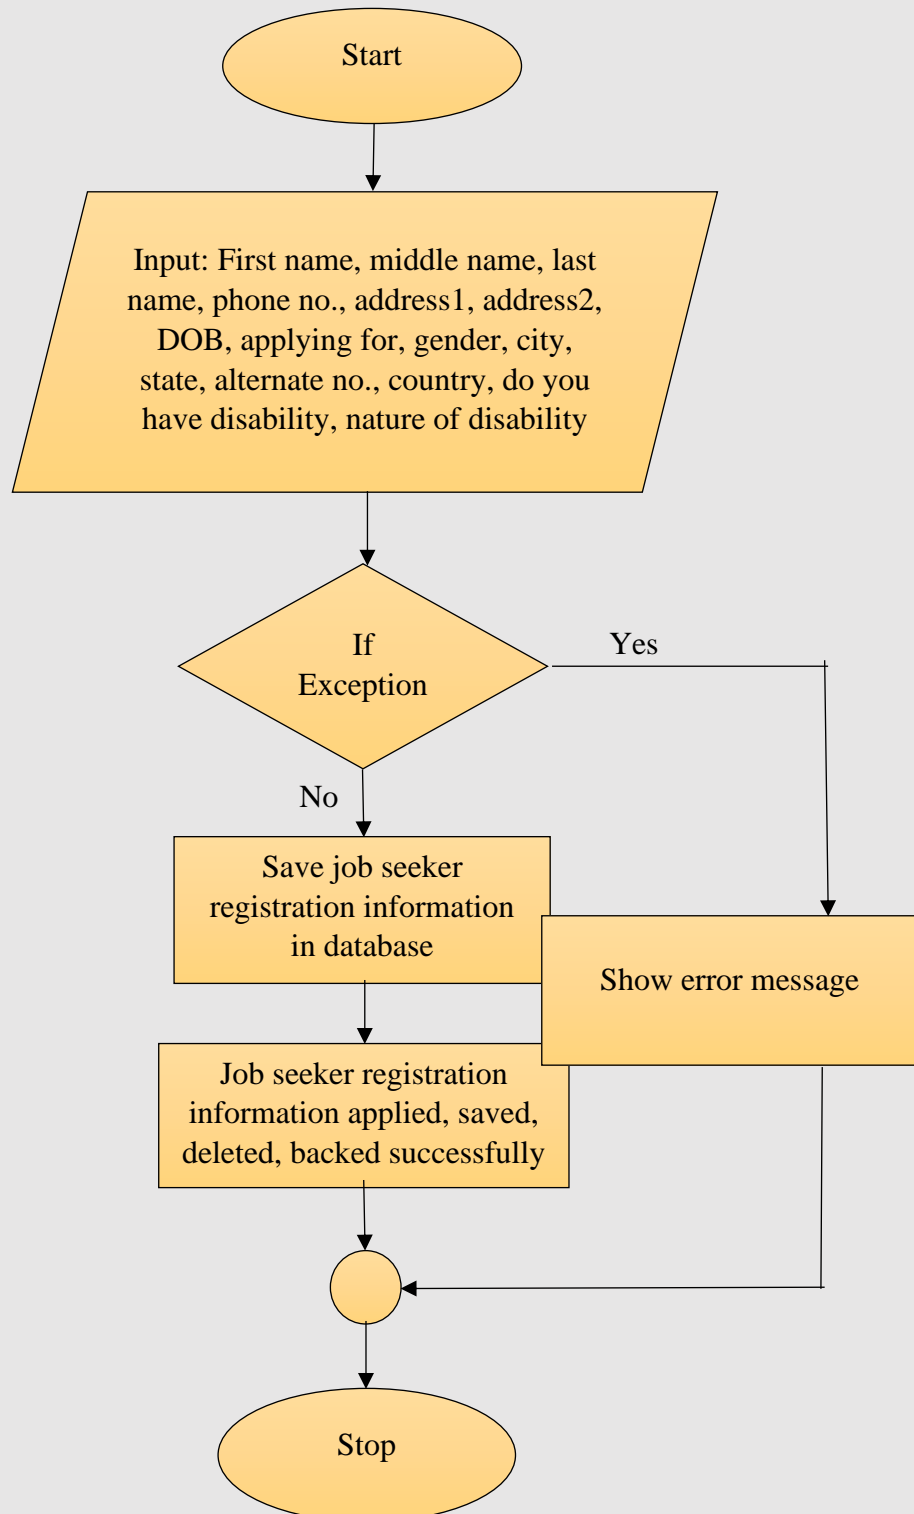 Start
Input: First name, middle name, last
name, phone no., address1, address2,
DOB, applying for, gender, city,
state, alternate no., country, do you
have disability, nature of disability
If
Exception
Yes
No
Save job seeker
registration information
in database
Show error message
Job seeker registration
information applied, saved,
deleted, backed successfully
Stop